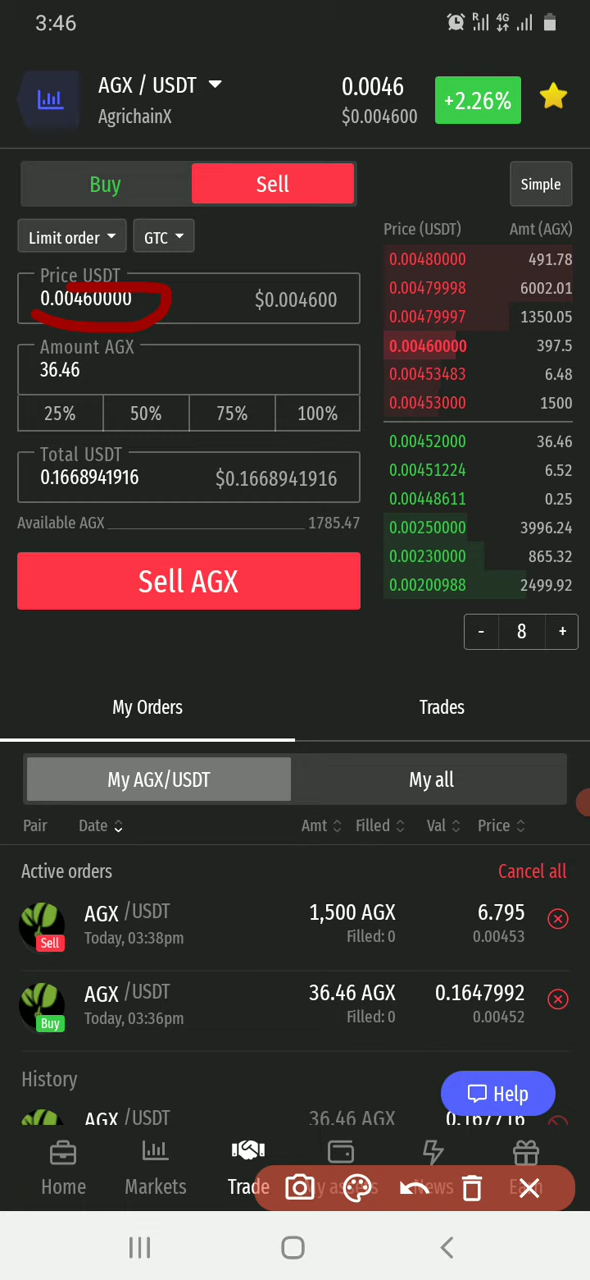 3:46
R 4G
AGX / USDT 0.0046 +2.26%
AgrichainX $0.004600
Buy Sell Simple
Limit order GTC Price (USDT) Amt (AGX)
Price USDT
0.00460000 $0.004600
Amount AGX
36.46
25% 50% 75% 100%
Total USDT
0.1668941916 $0.1668941916
Available AGX 1785.47
Sell AGX
0.00480000 491.78
0.00479998 6002.01
0.00479997 1350.05
0.00460000 397.5
0.00453483 6.48
0.00453000 1500
0.00452000 36.46
0.00451224 6.52
0.00448611 0.25
0.00250000 3996.24
0.00230000 865.32
0.00200988 2499.92
- 8 +
My Orders Trades
My AGX/USDT My all
Pair Date Amt Filled Val Price
Active orders Cancel all
AGX /USDT 1,500 AGX 6.795
Sell Today, 03:38pm Filled: 0 0.00453
AGX /USDT 36.46 AGX 0.1647992
Buy Today, 03:36pm Filled: 0 0.00452
History Help
AGX /USDT 36.46 AGX 0.167716
Home Markets Trade My assets News Earn